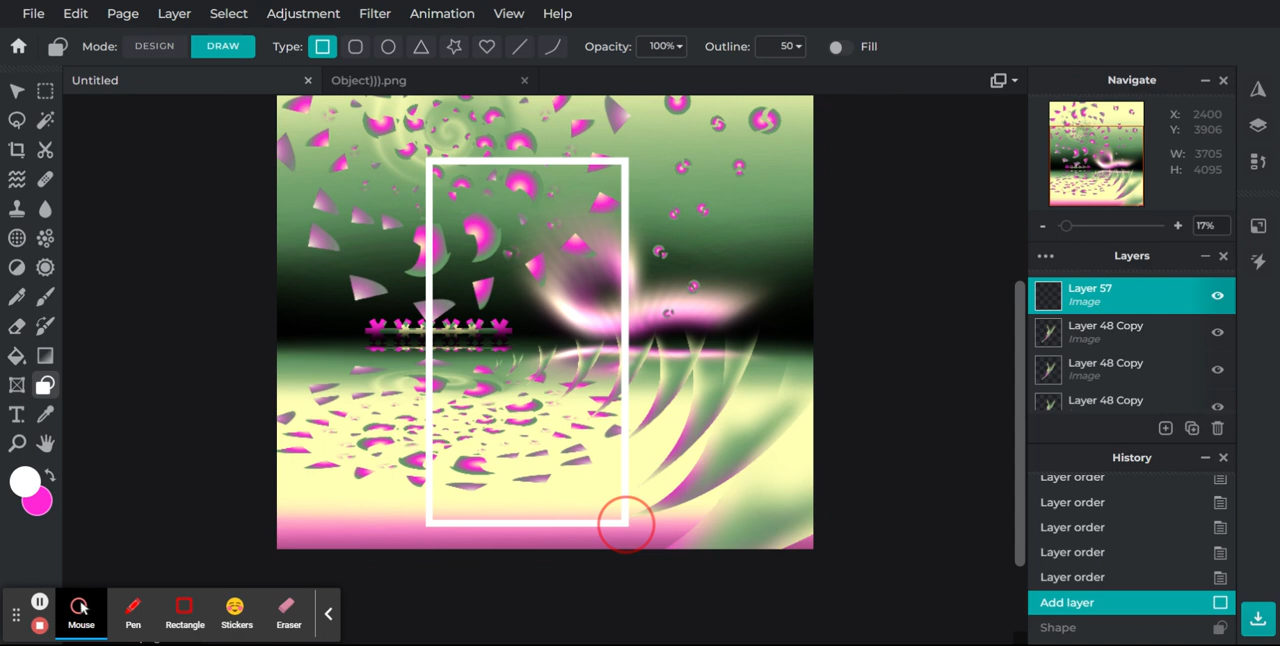 File Edit Page Layer Select Adjustment Filter Animation View Help
Mode: DESIGN DRAW Type: Opacity: 100% Outline: 50 Fill
Untitled Object))).png
Navigate
X: 2400
Y: 3906
W: 3705
H: 4095
17%
Layers
Layer 57
Image
Layer 48 Copy
Image
Layer 48 Copy
Image
Layer 48 Copy
History
Layer order
Layer order
Layer order
Layer order
Layer order
Add layer
Shape
Mouse Pen Rectangle Stickers Eraser